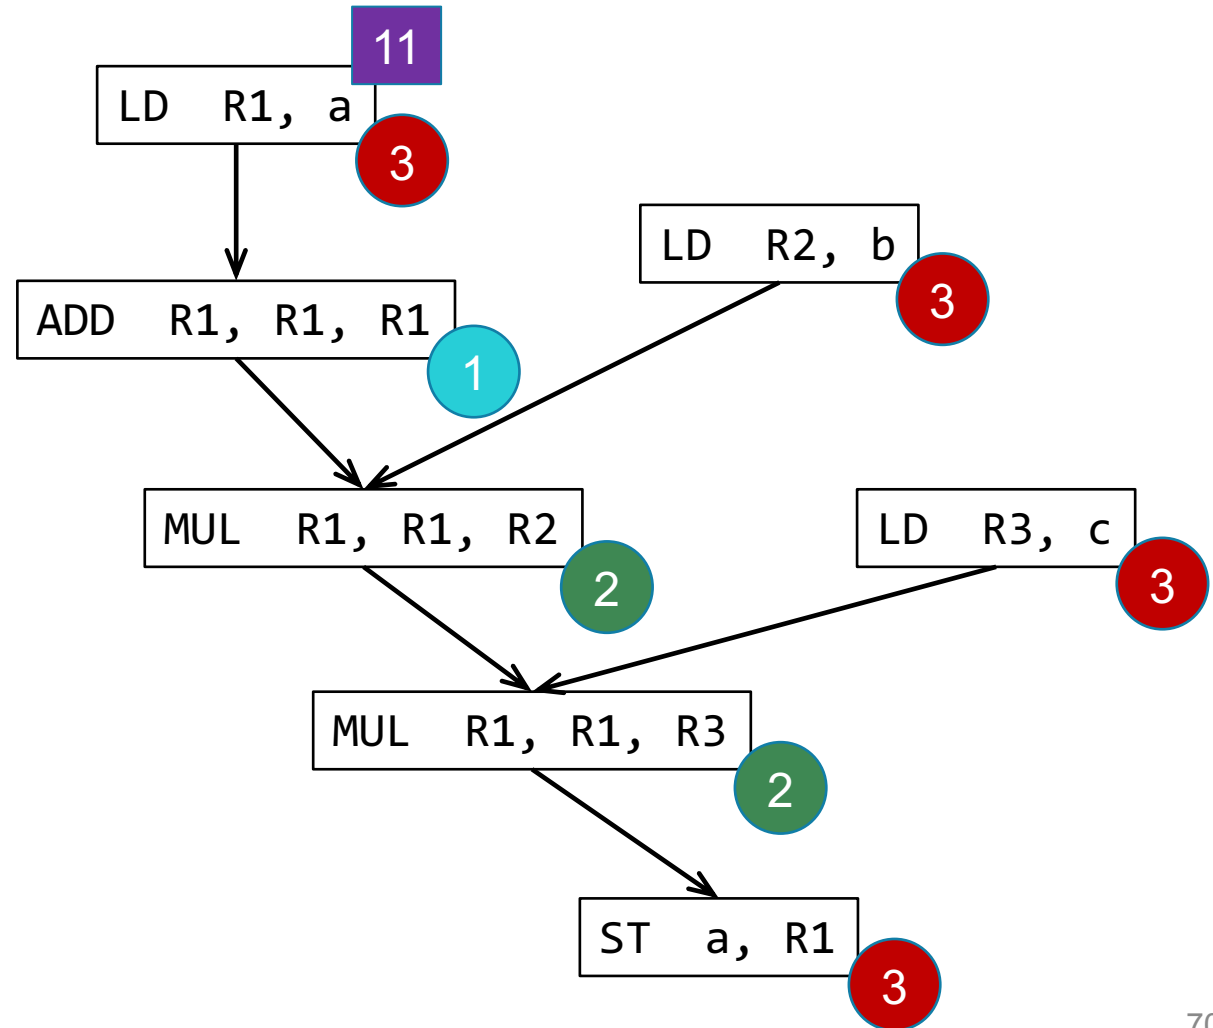 11
LD R1, a
3
LD R2, b
3
ADD R1, R1, R1
1
MUL R1, R1, R2
2
LD R3, c
3
MUL R1, R1, R3
2
ST a, R1
3